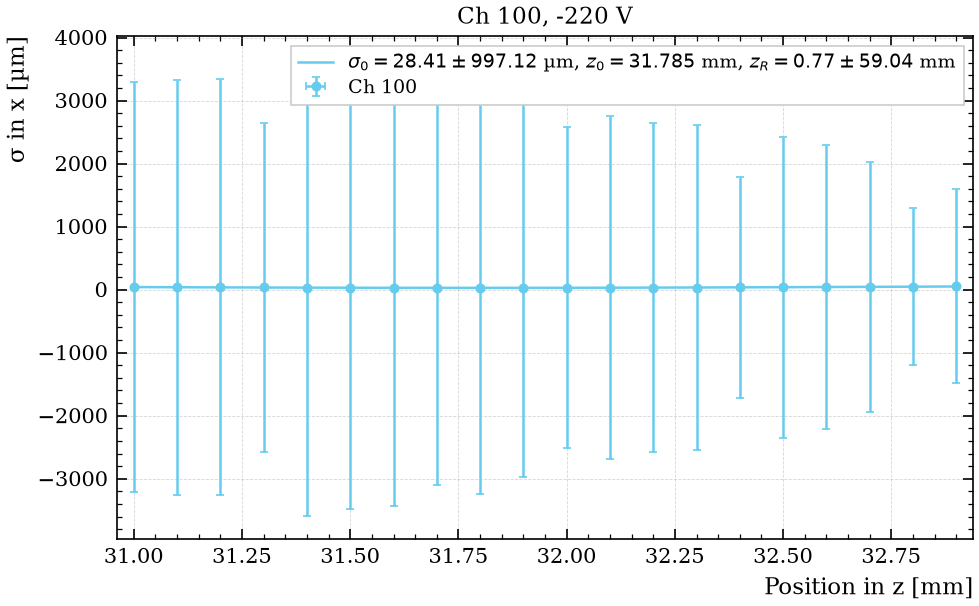 Ch 100, -220 V
σ in x [µm]
4000
3000
2000
1000
0
−1000
−2000
−3000
σ₀ = 28.41 ± 997.12 µm, z₀ = 31.785 mm, z_R = 0.77 ± 59.04 mm
Ch 100
31.00 31.25 31.50 31.75 32.00 32.25 32.50 32.75
Position in z [mm]